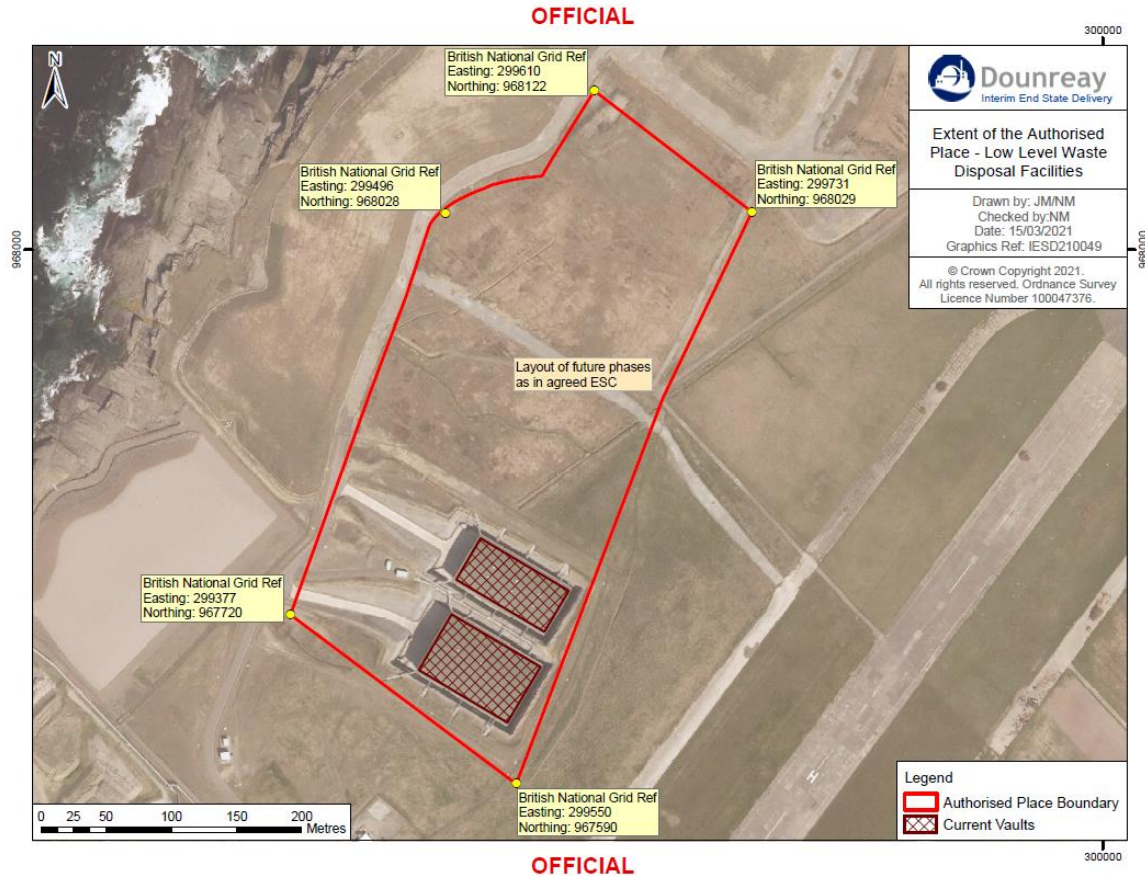 OFFICIAL
300000
N
British National Grid Ref
Easting: 299610
Northing: 968122
Dounreay
Interim End State Delivery
Extent of the Authorised
Place - Low Level Waste
Disposal Facilities
Drawn by: JM/NM
Checked by:NM
Date: 15/03/2021
Graphics Ref: IESD210049
© Crown Copyright 2021.
All rights reserved. Ordnance Survey
Licence Number 100047376.
British National Grid Ref
Easting: 299496
Northing: 968028
British National Grid Ref
Easting: 299731
Northing: 968029
968000
968000
Layout of future phases
as in agreed ESC
British National Grid Ref
Easting: 299377
Northing: 967720
H
British National Grid Ref
Easting: 299550
Northing: 967590
0 25 50 100 150 200
Metres
Legend
Authorised Place Boundary
Current Vaults
300000
OFFICIAL